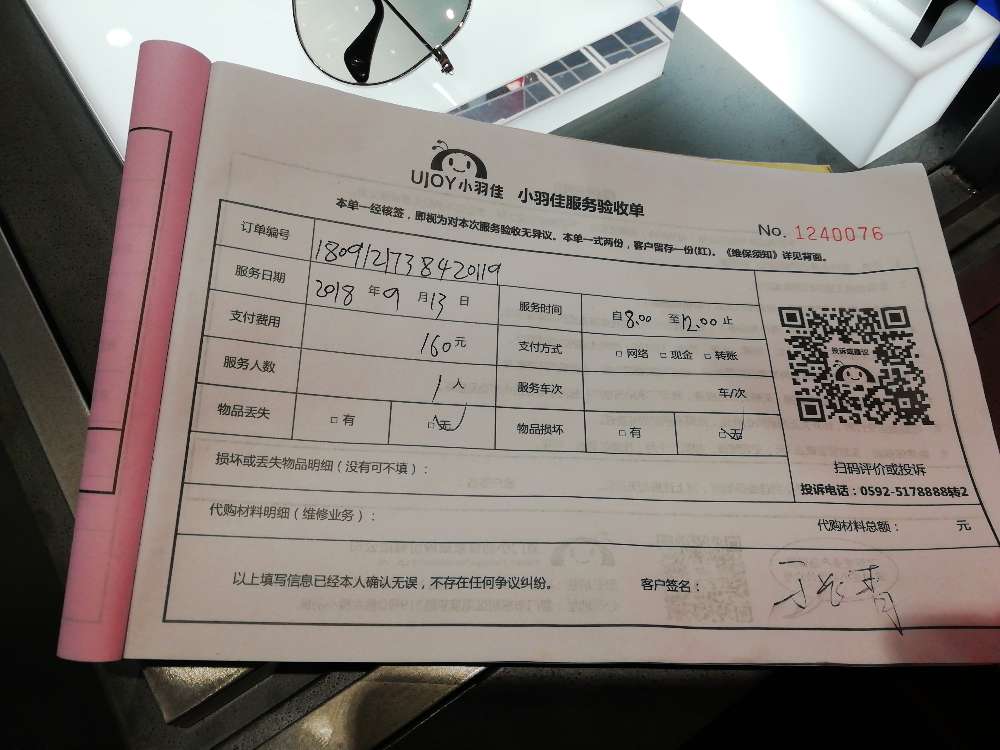 UJOY小羽佳 小羽佳服务验收单
本单一经核签，即视为对本次服务验收无异议。本单一式两份，客户留存一份(红)。《维保须知》详见背面。
No. 1240076
订单编号 1809121738420119
服务日期 2018 年 9 月 13 日 服务时间 自8.00 至12.00止
支付费用 160元 支付方式 □ 网络 □ 现金 □ 转账
服务人数 1 人 服务车次 车/次
物品丢失 □ 有 □ 无 物品损坏 □ 有 □ 无
投诉或建议
扫码评价或投诉
投诉电话：0592-5178888转2
损坏或丢失物品明细（没有可不填）：
代购材料明细（维修业务）： 代购材料总额： 元
以上填写信息已经本人确认无误，不存在任何争议纠纷。 客户签名：